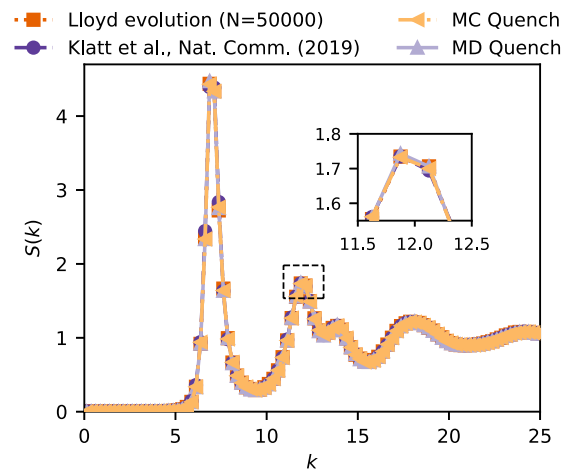 Lloyd evolution (N=50000) MC Quench
Klatt et al., Nat. Comm. (2019) MD Quench
4
3
2
1
0
S(k)
1.8
1.7
1.6
11.5 12.0 12.5
0 5 10 15 20 25
k